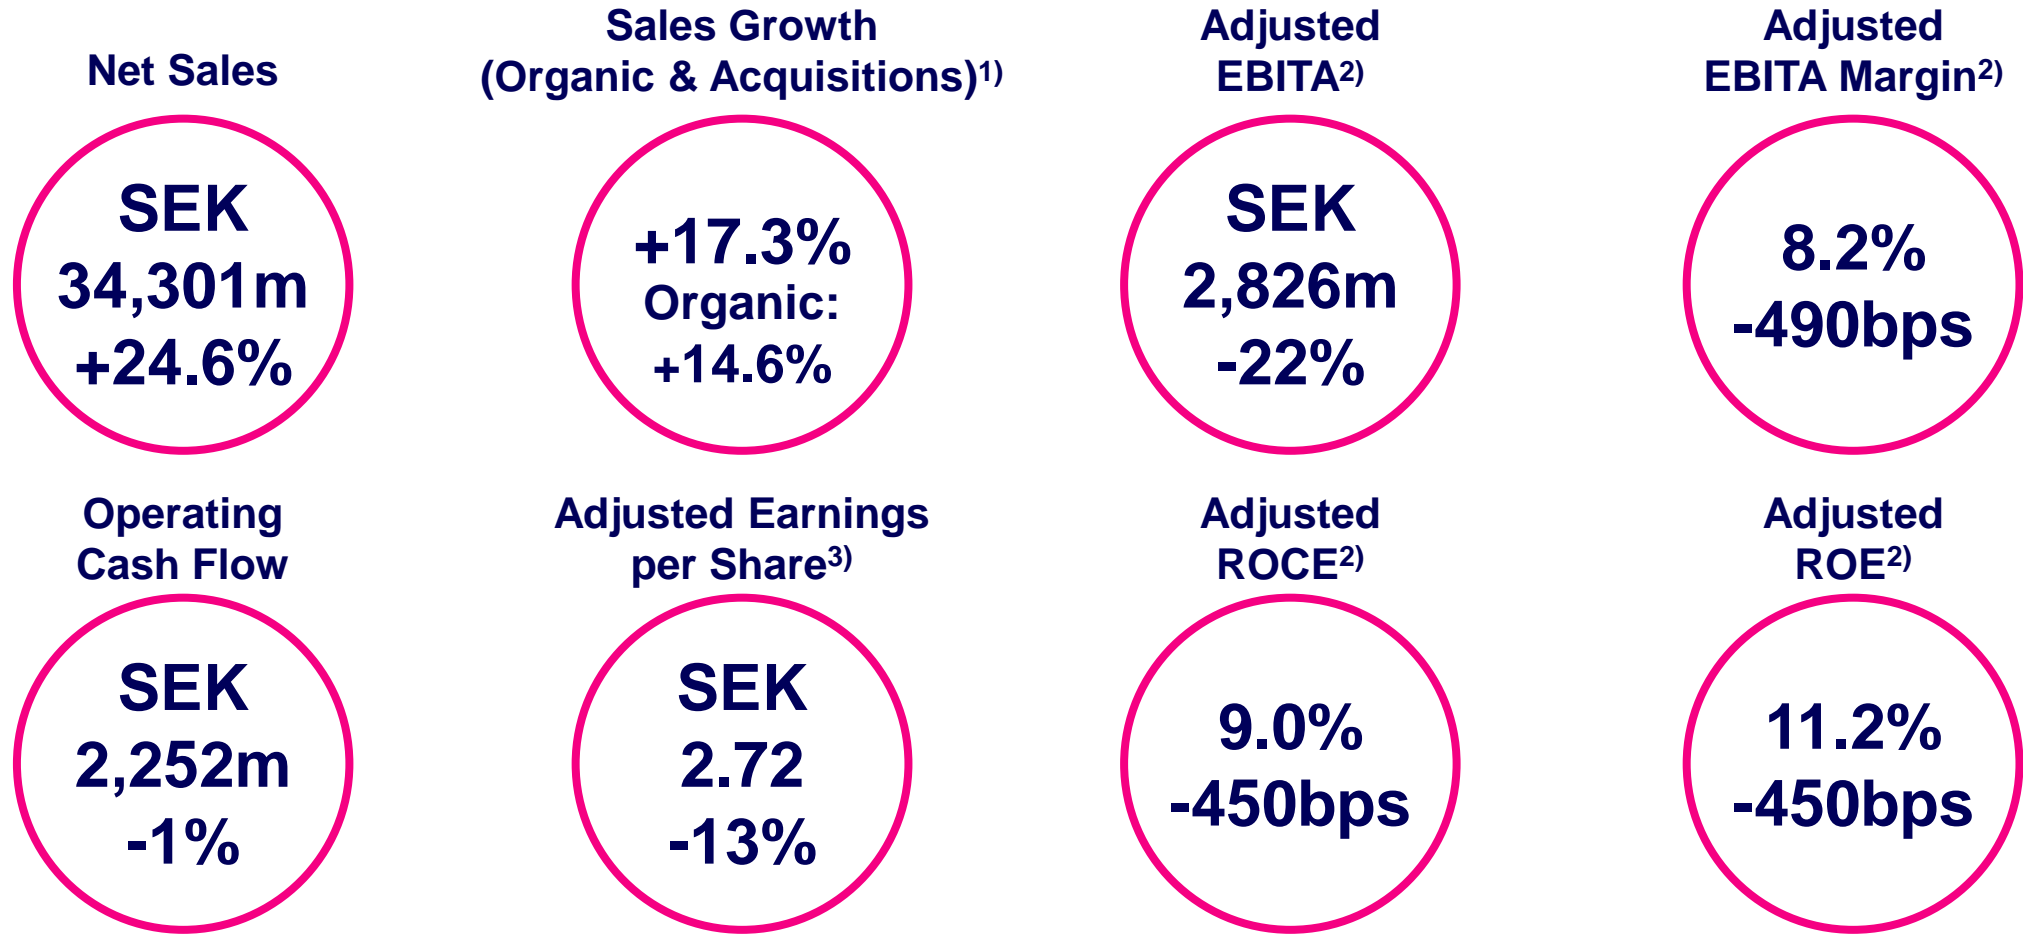 Net Sales
SEK
34,301m
+24.6%
Sales Growth
(Organic & Acquisitions)1)
+17.3%
Organic:
+14.6%
Adjusted
EBITA2)
SEK
2,826m
-22%
Adjusted
EBITA Margin2)
8.2%
-490bps
Operating
Cash Flow
SEK
2,252m
-1%
Adjusted Earnings
per Share3)
SEK
2.72
-13%
Adjusted
ROCE2)
9.0%
-450bps
Adjusted
ROE2)
11.2%
-450bps